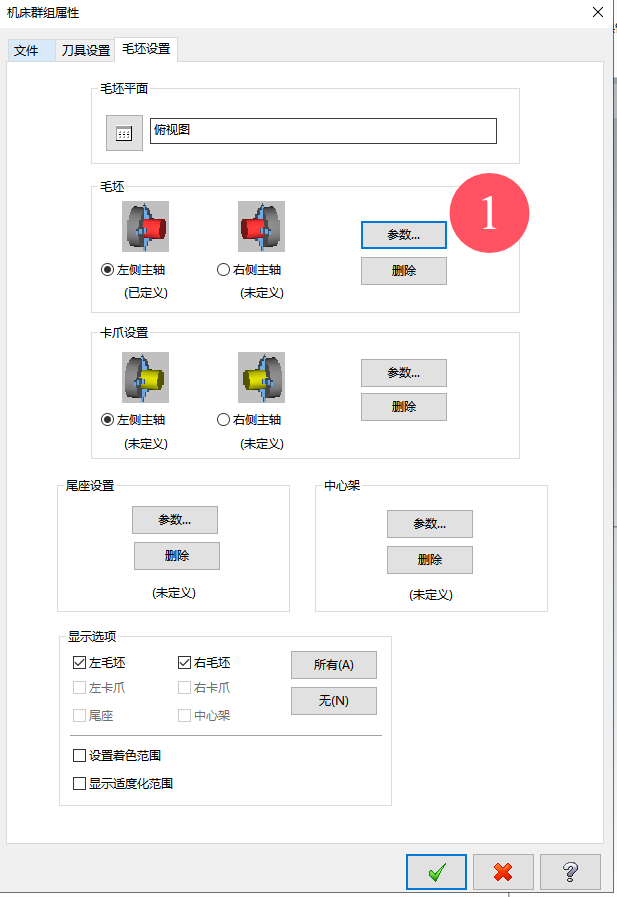 机床群组属性
文件 刀具设置 毛坯设置
毛坯平面
俯视图
毛坯
1
参数...
左侧主轴 右侧主轴 删除
(已定义) (未定义)
卡爪设置
参数...
删除
左侧主轴 右侧主轴
(未定义) (未定义)
尾座设置 中心架
参数... 参数...
删除 删除
(未定义) (未定义)
显示选项
左毛坯 右毛坯 所有(A)
左卡爪 右卡爪
无(N)
尾座 中心架
设置着色范围
显示适度化范围